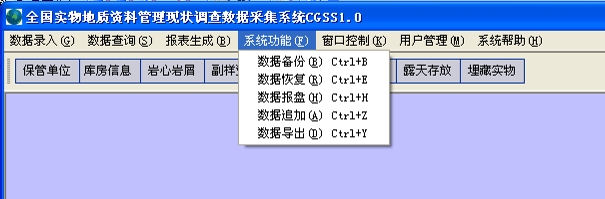 全国实物地质资料管理现状调查数据采集系统CGSS1.0
数据录入(G) 数据查询(S) 报表生成(B) 系统功能(F) 窗口控制(K) 用户管理(M) 系统帮助(H)
保管单位 库房信息 岩心岩屑 副样 露天存放 埋藏实物
数据备份(B) Ctrl+B
数据恢复(E) Ctrl+E
数据报盘(H) Ctrl+H
数据追加(A) Ctrl+Z
数据导出(D) Ctrl+Y